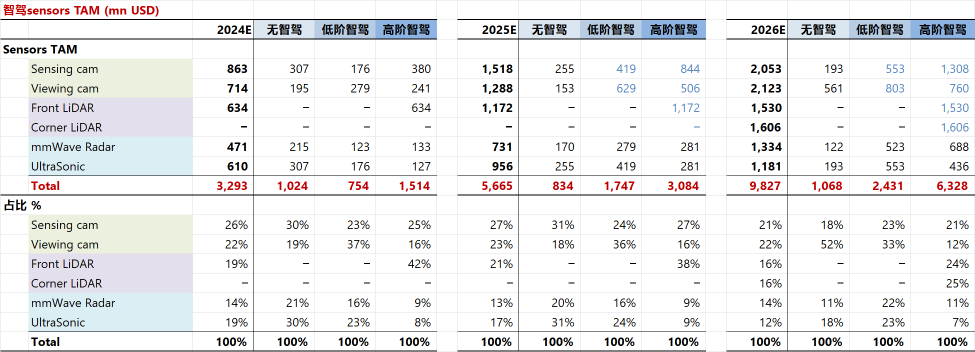 智驾sensors TAM (mn USD)
2024E 无智驾 低阶智驾 高阶智驾 2025E 无智驾 低阶智驾 高阶智驾 2026E 无智驾 低阶智驾 高阶智驾
Sensors TAM
Sensing cam 863 307 176 380 1,518 255 419 844 2,053 193 553 1,308
Viewing cam 714 195 279 241 1,288 153 629 506 2,123 561 803 760
Front LiDAR 634 – – 634 1,172 – – 1,172 1,530 – – 1,530
Corner LiDAR – – – – – – – – 1,606 – – 1,606
mmWave Radar 471 215 123 133 731 170 279 281 1,334 122 523 688
UltraSonic 610 307 176 127 956 255 419 281 1,181 193 553 436
Total 3,293 1,024 754 1,514 5,665 834 1,747 3,084 9,827 1,068 2,431 6,328
占比 %
Sensing cam 26% 30% 23% 25% 27% 31% 24% 27% 21% 18% 23% 21%
Viewing cam 22% 19% 37% 16% 23% 18% 36% 16% 22% 52% 33% 12%
Front LiDAR 19% – – 42% 21% – – 38% 16% – – 24%
Corner LiDAR – – – – – – – – 16% – – 25%
mmWave Radar 14% 21% 16% 9% 13% 20% 16% 9% 14% 11% 22% 11%
UltraSonic 19% 30% 23% 8% 17% 31% 24% 9% 12% 18% 23% 7%
Total 100% 100% 100% 100% 100% 100% 100% 100% 100% 100% 100% 100%